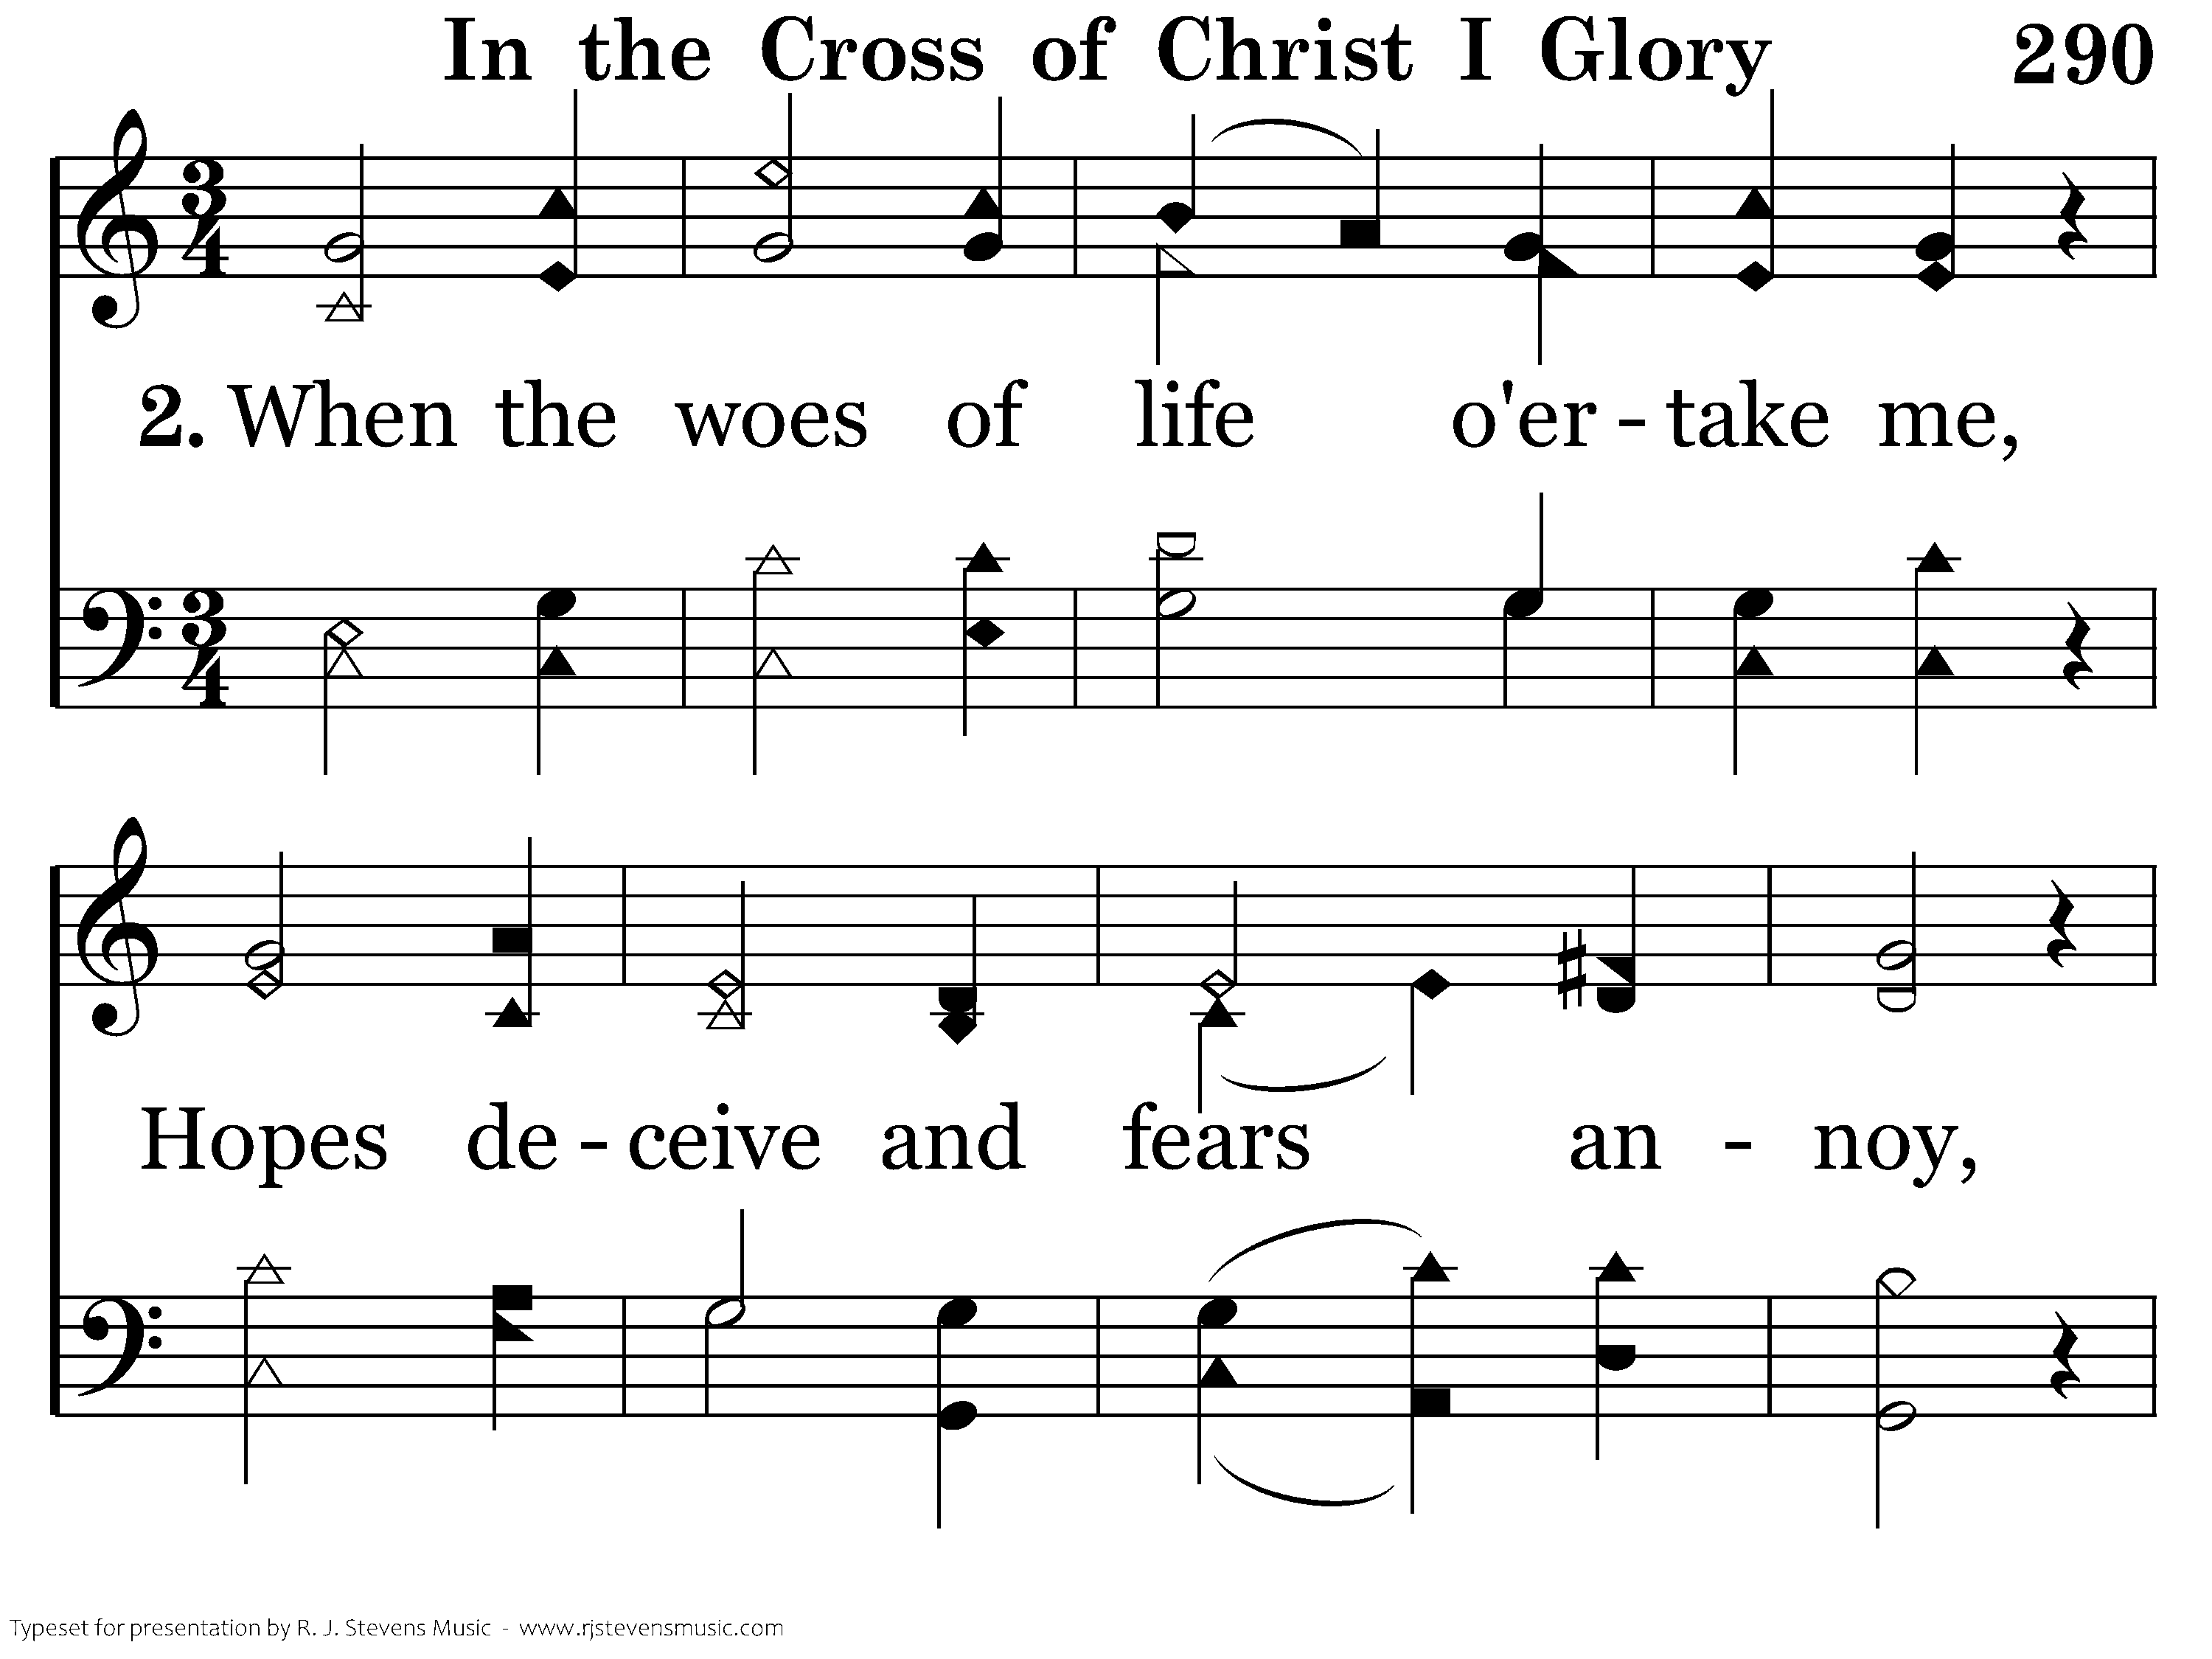 In the Cross of Christ I Glory 290
2. When the woes of life o'er - take me,
Hopes de - ceive and fears an - noy,
Typeset for presentation by R. J. Stevens Music - www.rjstevensmusic.com